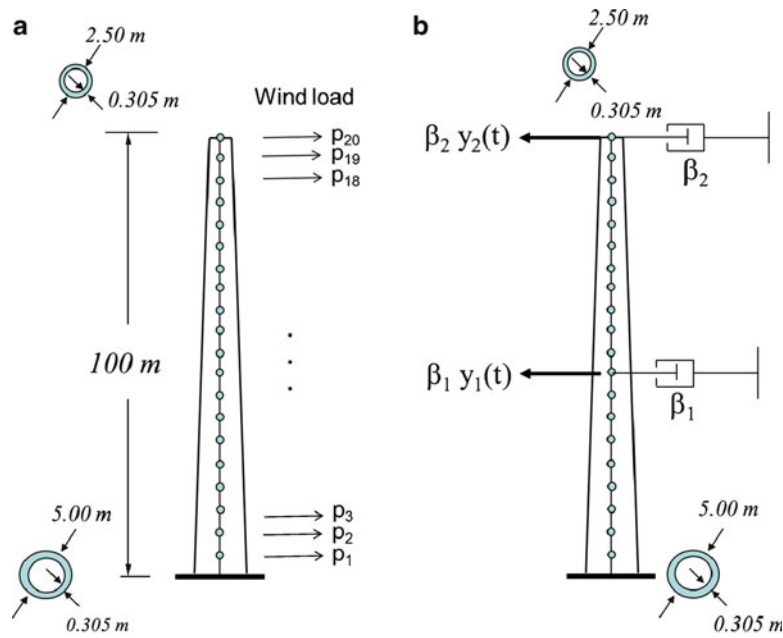 a
2.50 m
0.305 m
Wind load
p₂₀
p₁₉
p₁₈
100 m
5.00 m
0.305 m
p₃
p₂
p₁
b
2.50 m
0.305 m
β₂ y₂(t)
β₂
β₁ y₁(t)
β₁
5.00 m
0.305 m